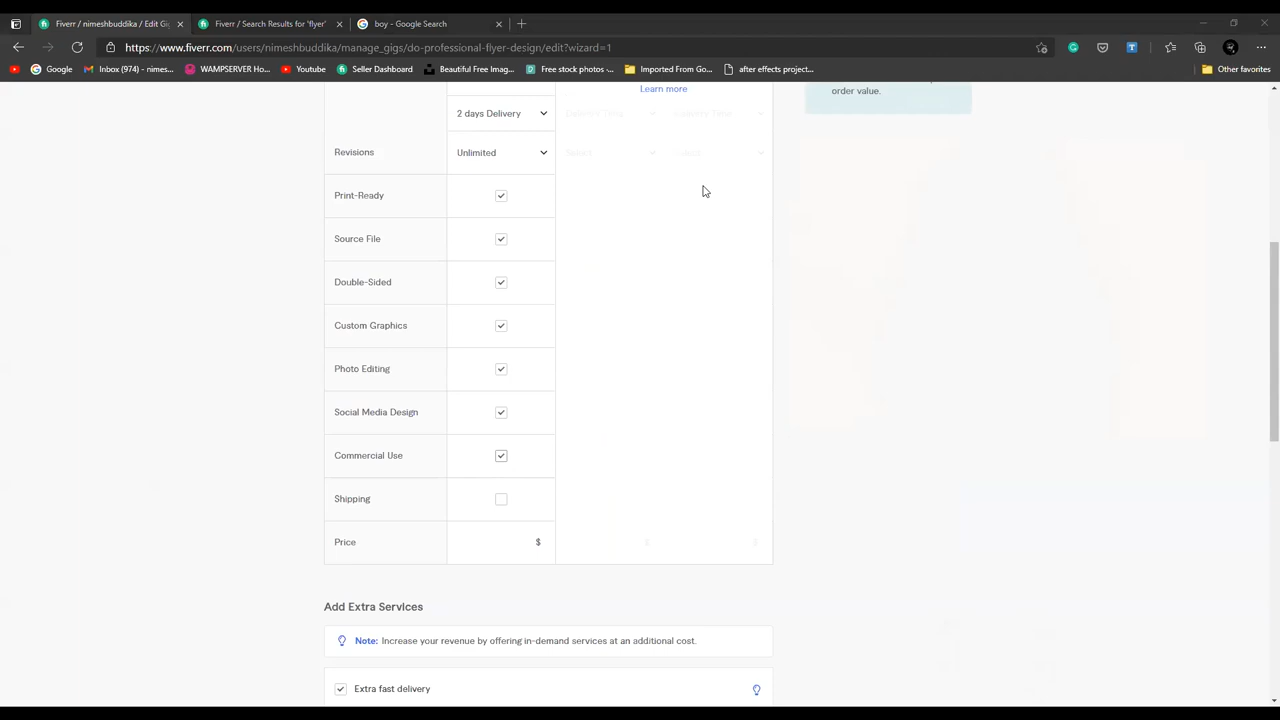 Fiverr / nimeshbuddika / Edit Gig
Fiverr / Search Results for 'flyer'
boy - Google Search
https://www.fiverr.com/users/nimeshbuddika/manage_gigs/do-professional-flyer-design/edit?wizard=1
Google
Inbox (974) - nimes...
WAMPSERVER Ho...
Youtube
Seller Dashboard
Beautiful Free Imag...
Free stock photos -...
Imported From Go...
after effects project...
Other favorites
Learn more
order value.
2 days Delivery
Delivery Time
Revisions
Unlimited
Select
Print-Ready
Source File
Double-Sided
Custom Graphics
Photo Editing
Social Media Design
Commercial Use
Shipping
Price
$
$
$
Add Extra Services
Note: Increase your revenue by offering in-demand services at an additional cost.
Extra fast delivery